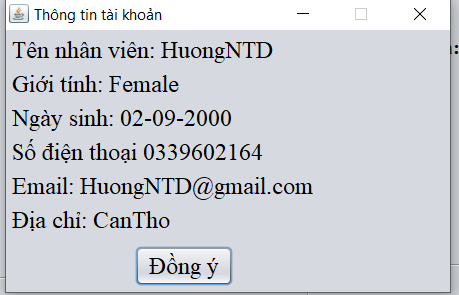 Thông tin tài khoản
Tên nhân viên: HuongNTD
Giới tính: Female
Ngày sinh: 02-09-2000
Số điện thoại 0339602164
Email: HuongNTD@gmail.com
Địa chỉ: CanTho
Đồng ý